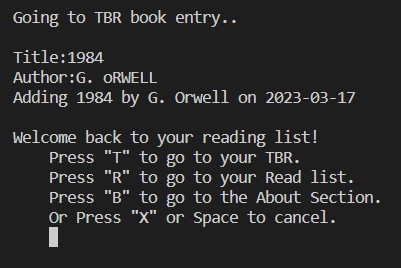 Going to TBR book entry..
Title:1984
Author:G. oRWELL
Adding 1984 by G. Orwell on 2023-03-17
Welcome back to your reading list!
Press "T" to go to your TBR.
Press "R" to go to your Read list.
Press "B" to go to the About Section.
Or Press "X" or Space to cancel.